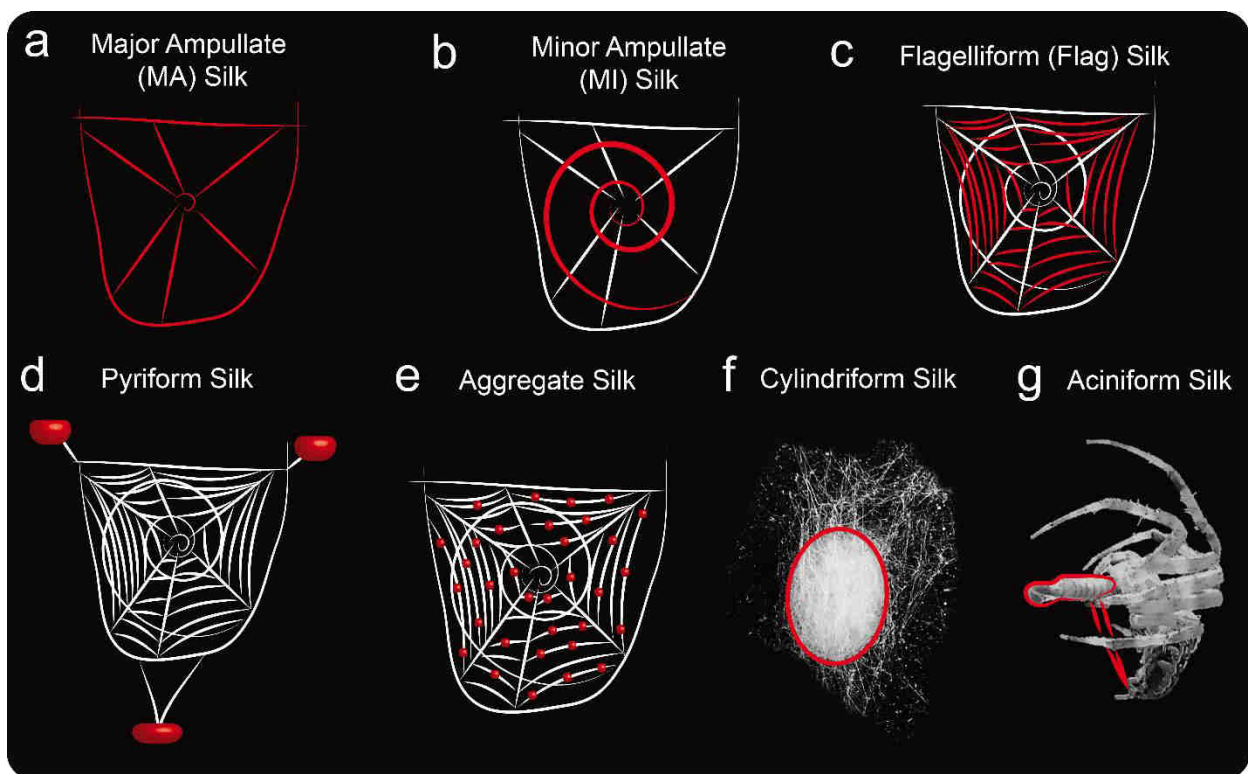 a
Major Ampullate
(MA) Silk
b
Minor Ampullate
(MI) Silk
c
Flagelliform (Flag) Silk
d
Pyriform Silk
e
Aggregate Silk
f
Cylindriform Silk
g
Aciniform Silk